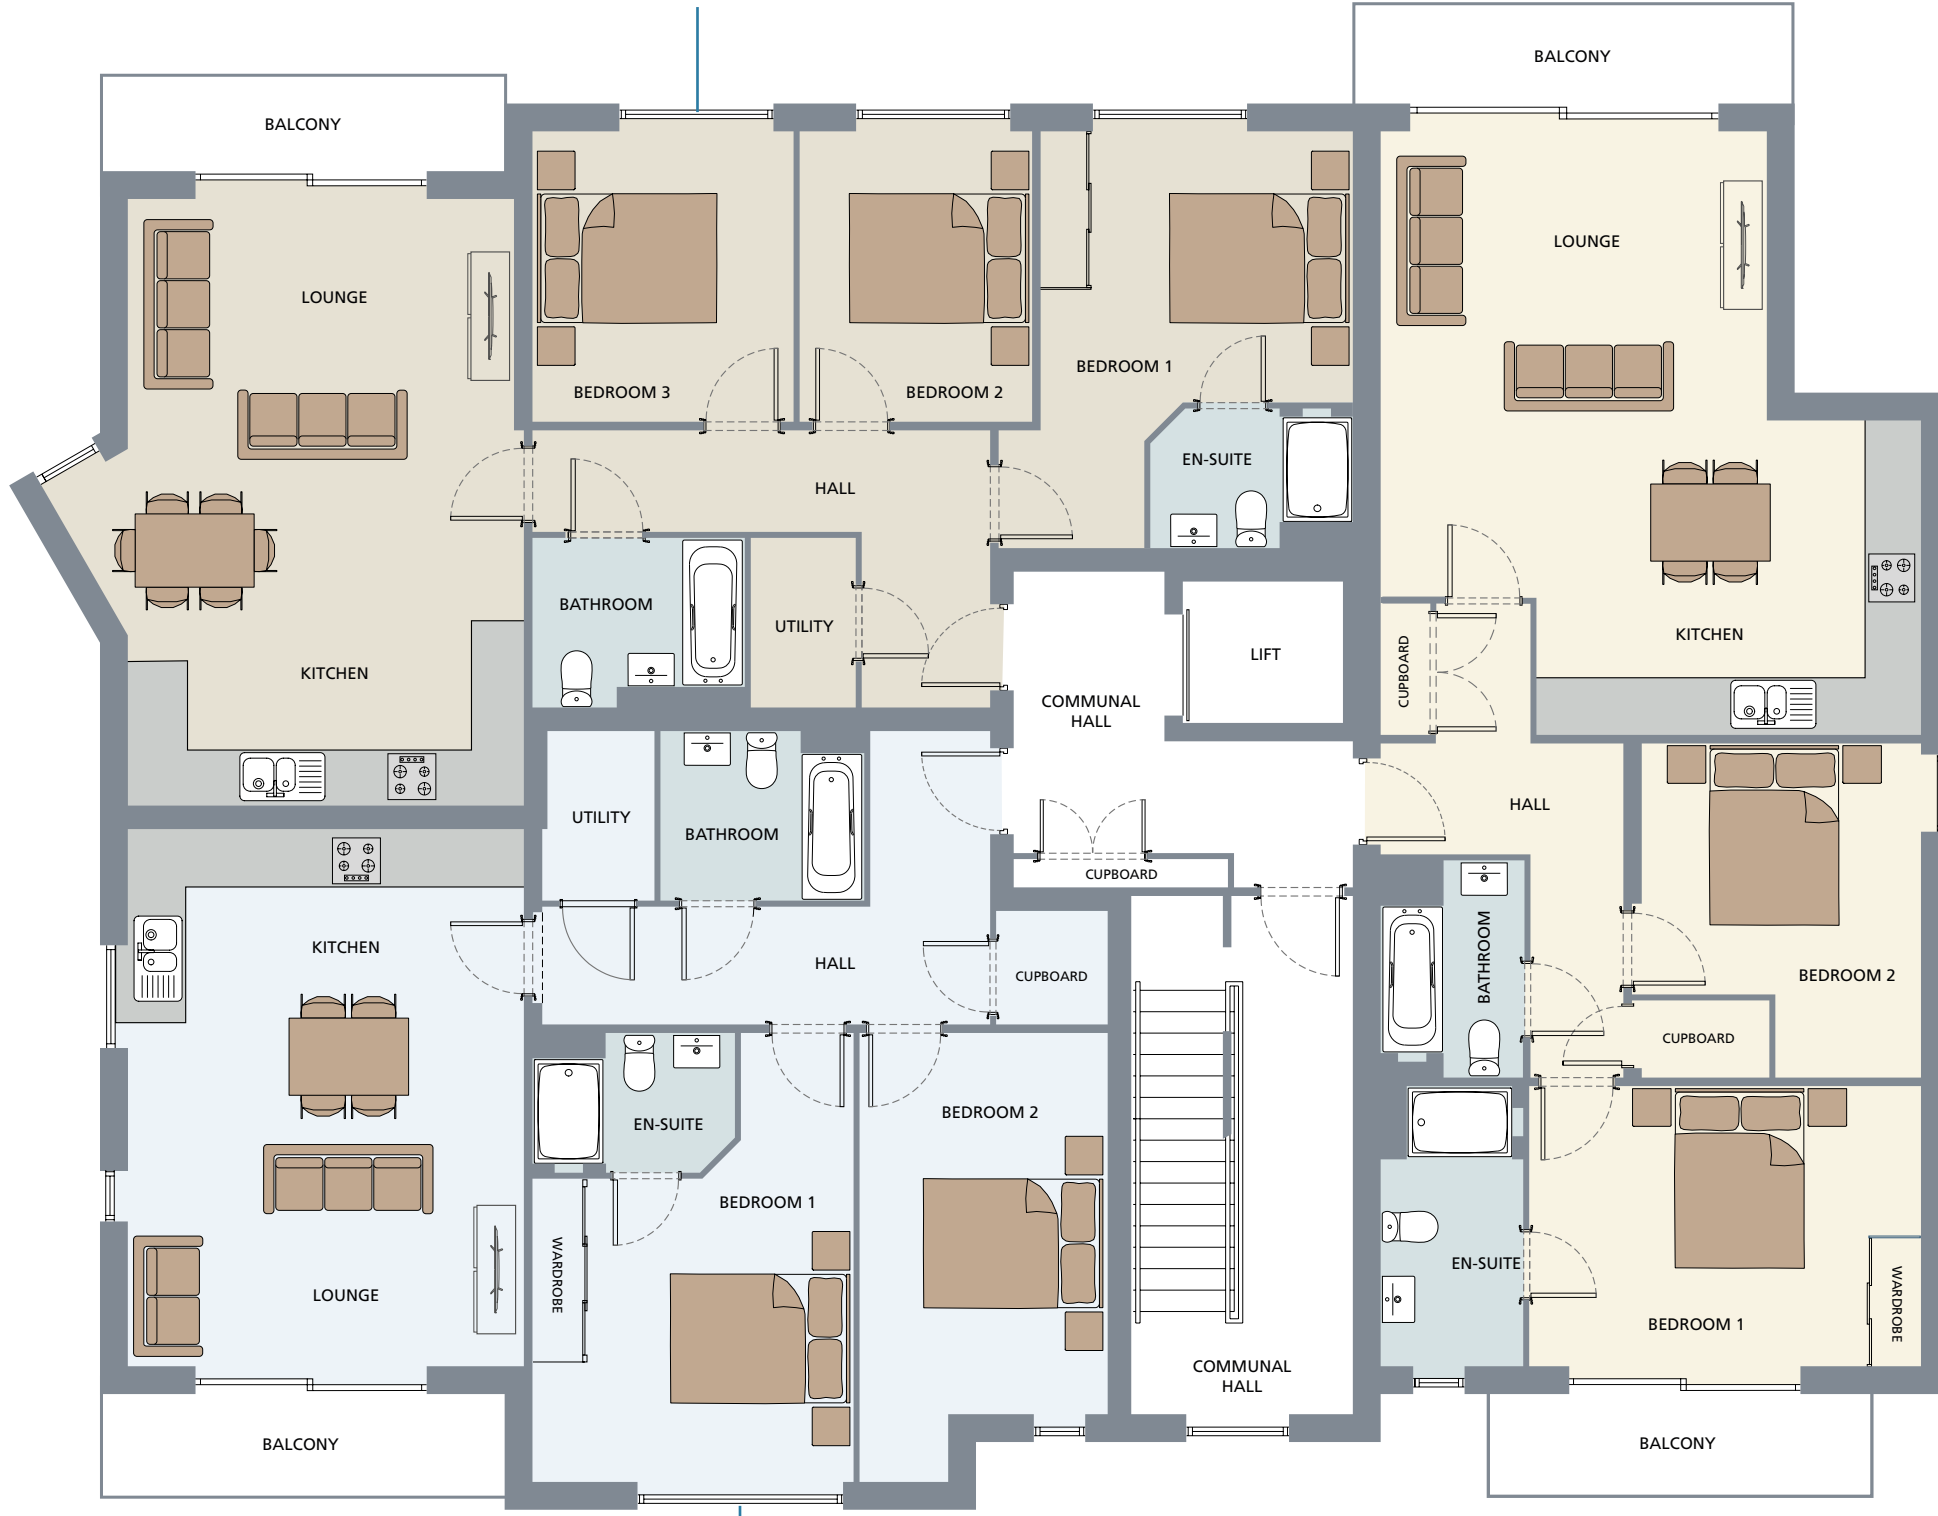 BALCONY
BALCONY
LOUNGE
LOUNGE
BEDROOM 3
BEDROOM 2
BEDROOM 1
EN-SUITE
HALL
BATHROOM
UTILITY
KITCHEN
LIFT
COMMUNAL
HALL
CUPBOARD
KITCHEN
UTILITY
BATHROOM
HALL
CUPBOARD
KITCHEN
HALL
CUPBOARD
BATHROOM
BEDROOM 2
CUPBOARD
EN-SUITE
BEDROOM 2
BEDROOM 1
WARDROBE
LOUNGE
EN-SUITE
BEDROOM 1
WARDROBE
COMMUNAL
HALL
BALCONY
BALCONY